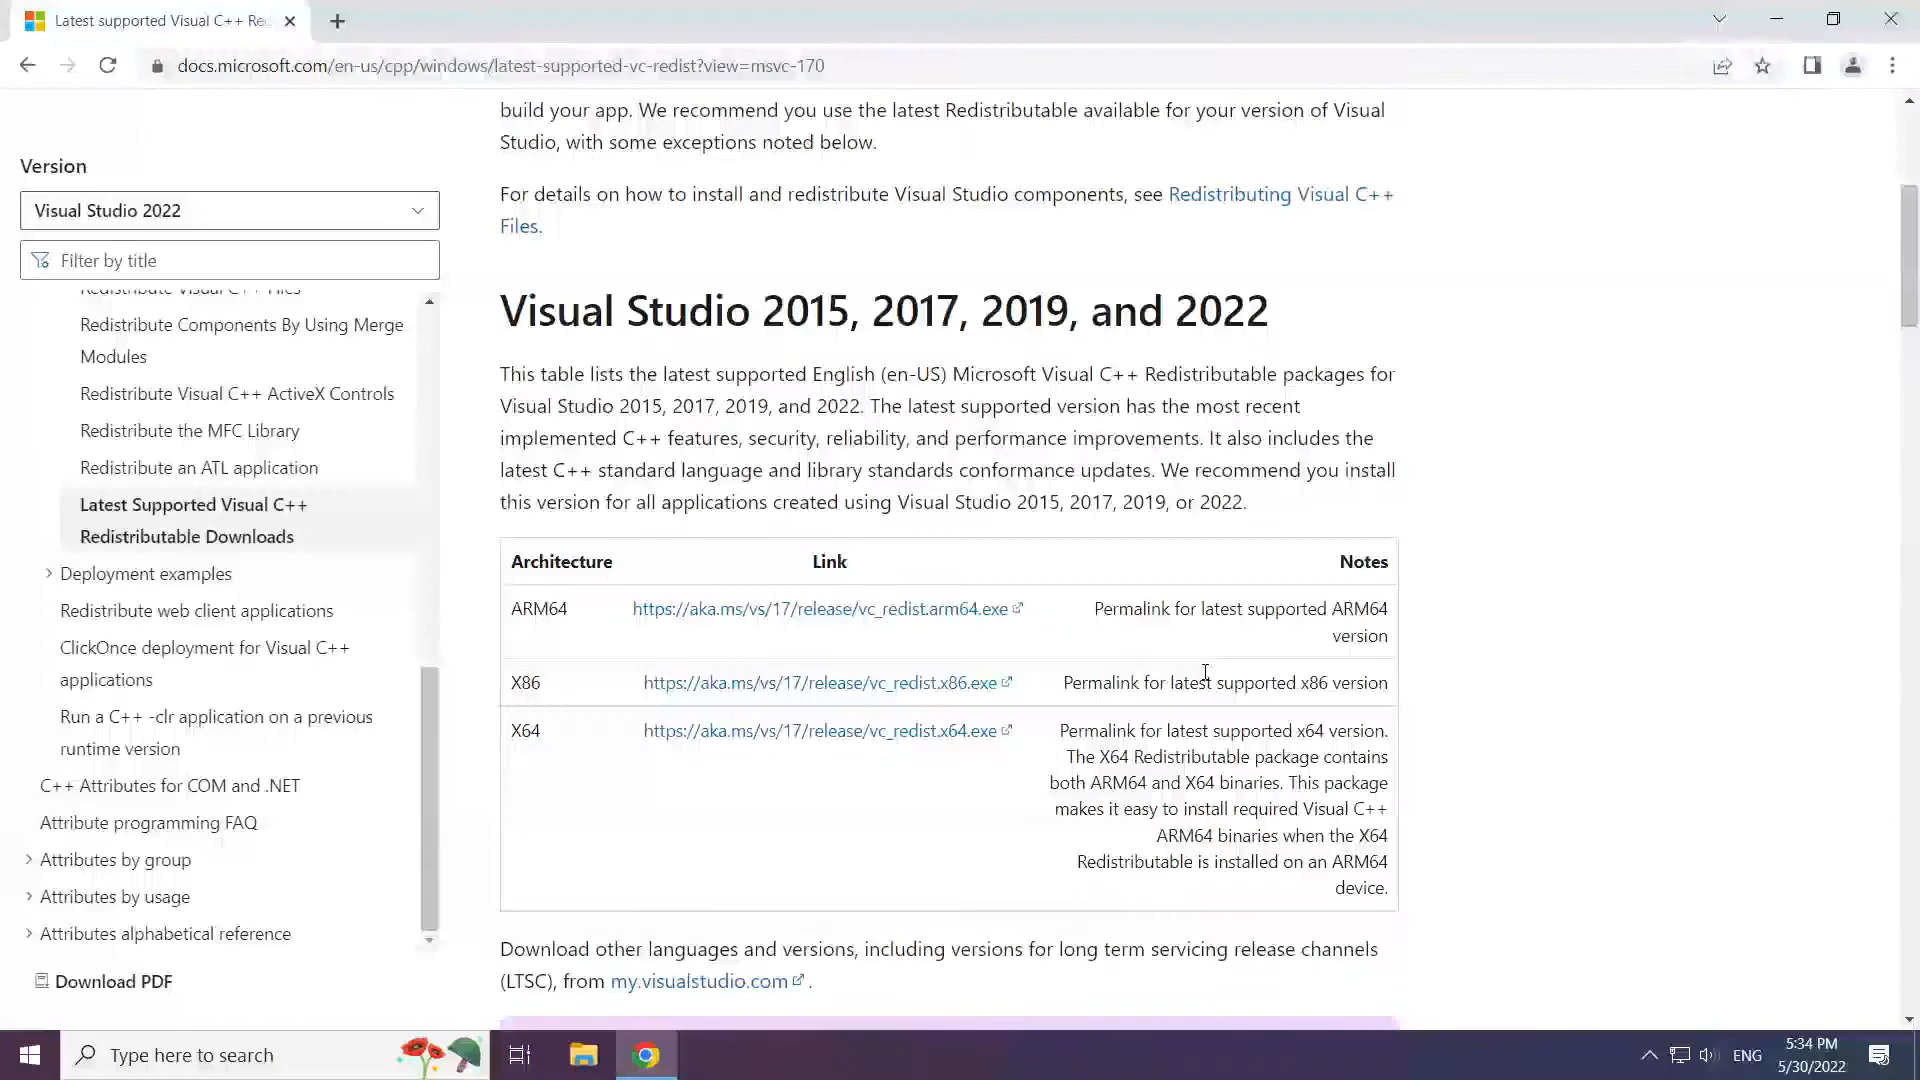 Latest supported Visual C++ Rec
docs.microsoft.com/en-us/cpp/windows/latest-supported-vc-redist?view=msvc-170
Version
Visual Studio 2022
Filter by title
Redistribute Visual C++ Files
Redistribute Components By Using Merge
Modules
Redistribute Visual C++ ActiveX Controls
Redistribute the MFC Library
Redistribute an ATL application
Latest Supported Visual C++
Redistributable Downloads
Deployment examples
Redistribute web client applications
ClickOnce deployment for Visual C++
applications
Run a C++ -clr application on a previous
runtime version
C++ Attributes for COM and .NET
Attribute programming FAQ
Attributes by group
Attributes by usage
Attributes alphabetical reference
Download PDF
build your app. We recommend you use the latest Redistributable available for your version of Visual
Studio, with some exceptions noted below.
For details on how to install and redistribute Visual Studio components, see Redistributing Visual C++
Files.
Visual Studio 2015, 2017, 2019, and 2022
This table lists the latest supported English (en-US) Microsoft Visual C++ Redistributable packages for
Visual Studio 2015, 2017, 2019, and 2022. The latest supported version has the most recent
implemented C++ features, security, reliability, and performance improvements. It also includes the
latest C++ standard language and library standards conformance updates. We recommend you install
this version for all applications created using Visual Studio 2015, 2017, 2019, or 2022.
Architecture Link Notes
ARM64 https://aka.ms/vs/17/release/vc_redist.arm64.exe Permalink for latest supported ARM64
version
X86 https://aka.ms/vs/17/release/vc_redist.x86.exe Permalink for latest supported x86 version
X64 https://aka.ms/vs/17/release/vc_redist.x64.exe Permalink for latest supported x64 version.
The X64 Redistributable package contains
both ARM64 and X64 binaries. This package
makes it easy to install required Visual C++
ARM64 binaries when the X64
Redistributable is installed on an ARM64
device.
Download other languages and versions, including versions for long term servicing release channels
(LTSC), from my.visualstudio.com .
Type here to search
ENG
5:34 PM
5/30/2022